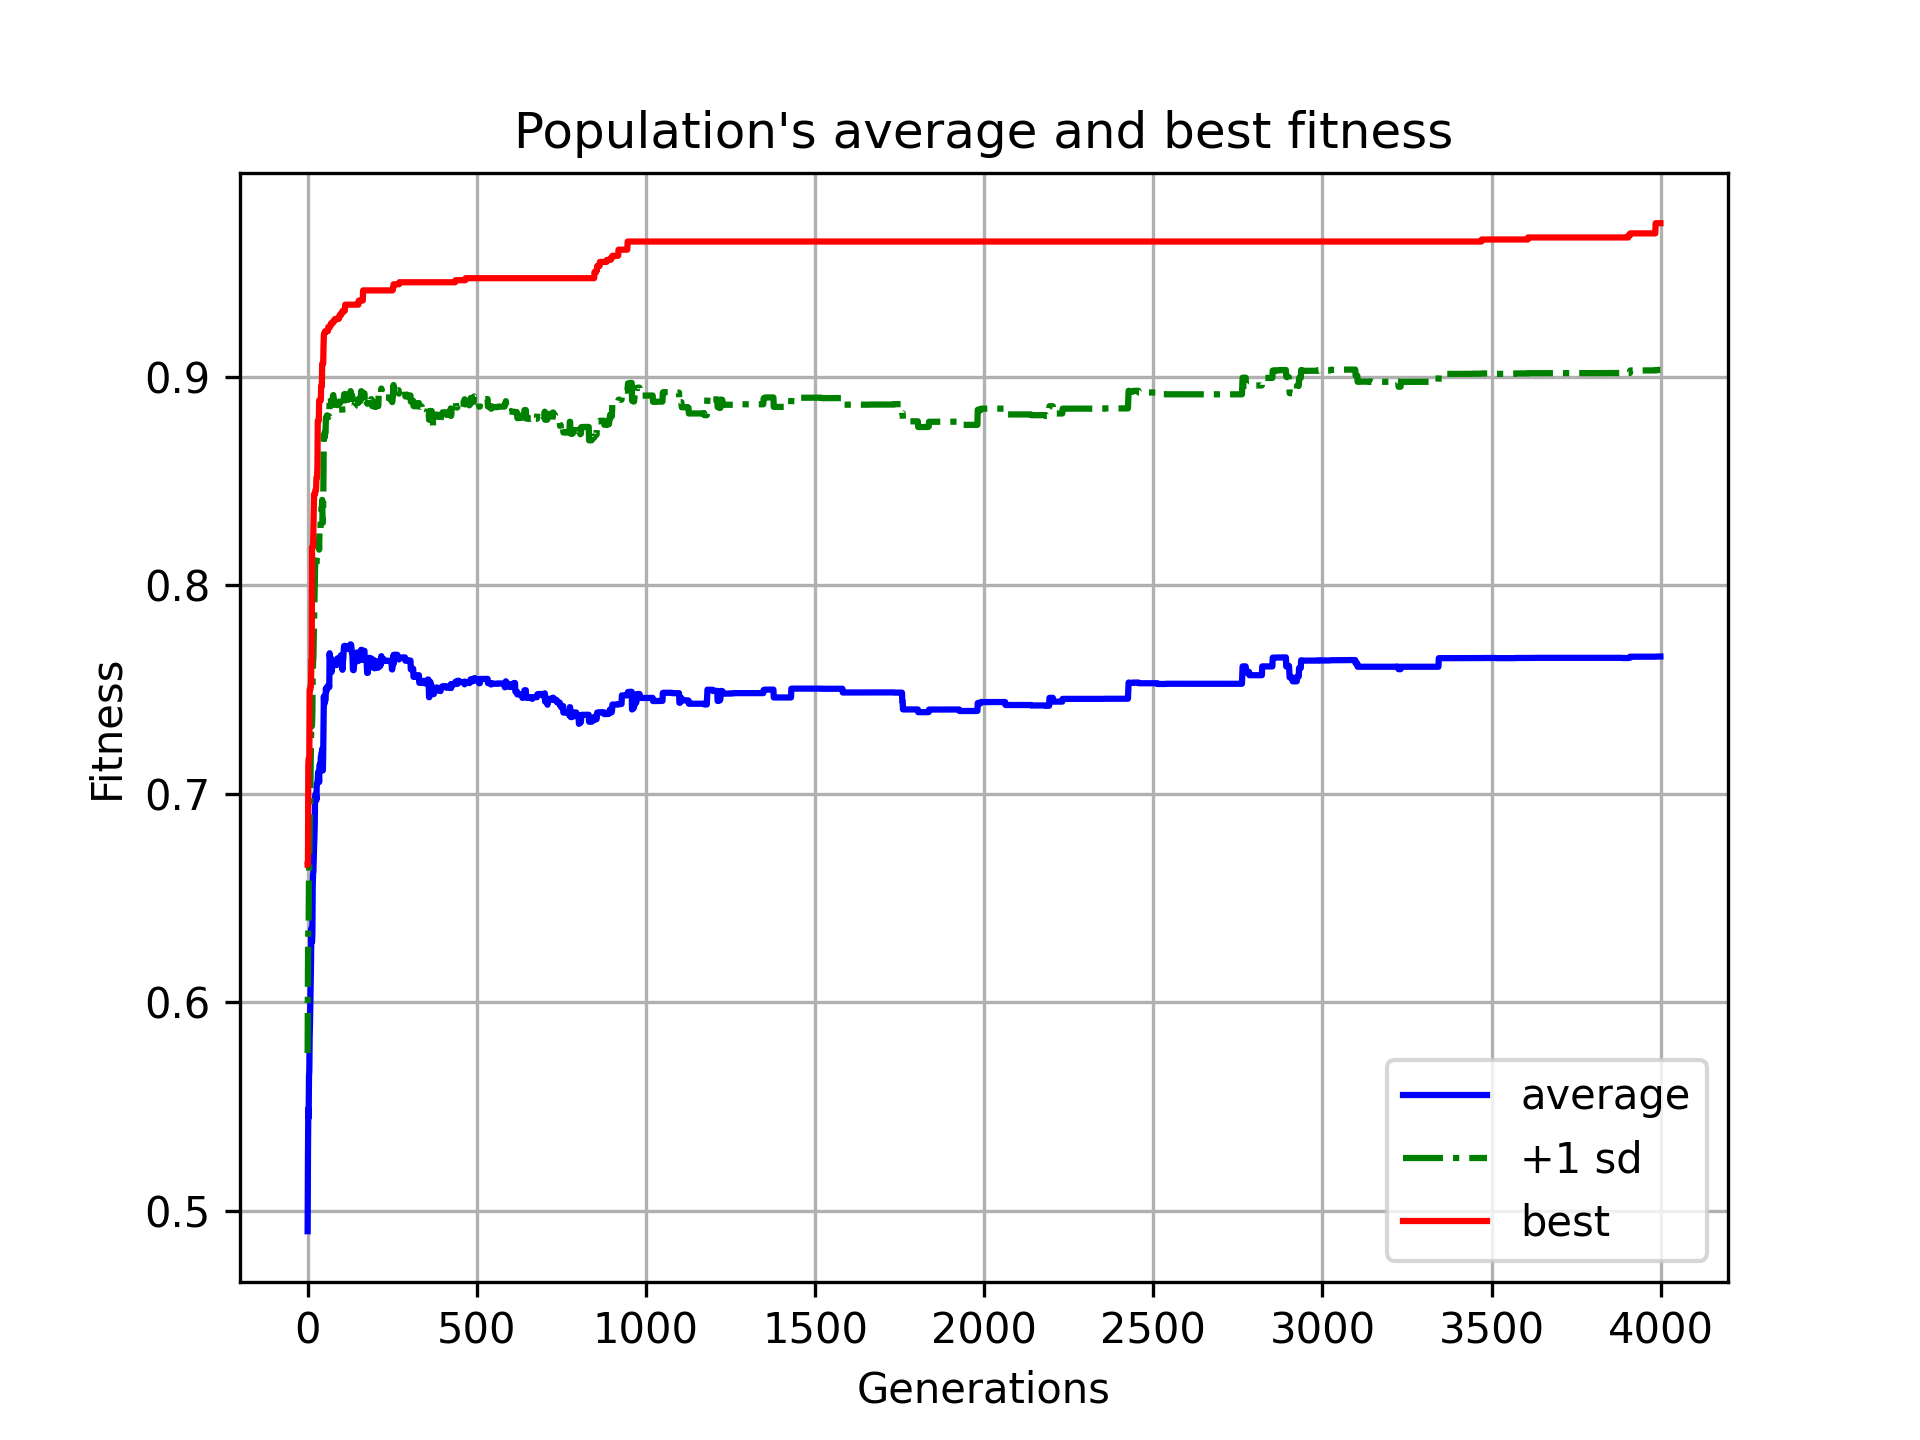 Population's average and best fitness
Fitness
0.9
0.8
0.7
0.6
0.5
average
+1 sd
best
0 500 1000 1500 2000 2500 3000 3500 4000
Generations